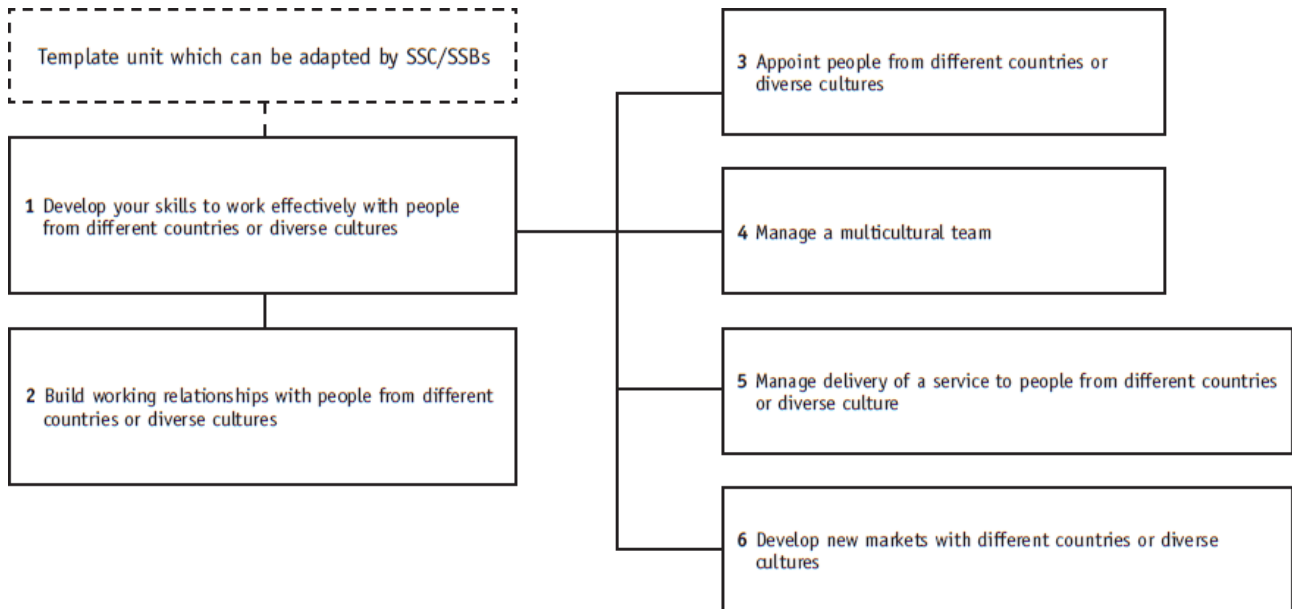 Template unit which can be adapted by SSC/SSBs
1 Develop your skills to work effectively with people
from different countries or diverse cultures
2 Build working relationships with people from different
countries or diverse cultures
3 Appoint people from different countries or
diverse cultures
4 Manage a multicultural team
5 Manage delivery of a service to people from different countries
or diverse culture
6 Develop new markets with different countries or diverse
cultures